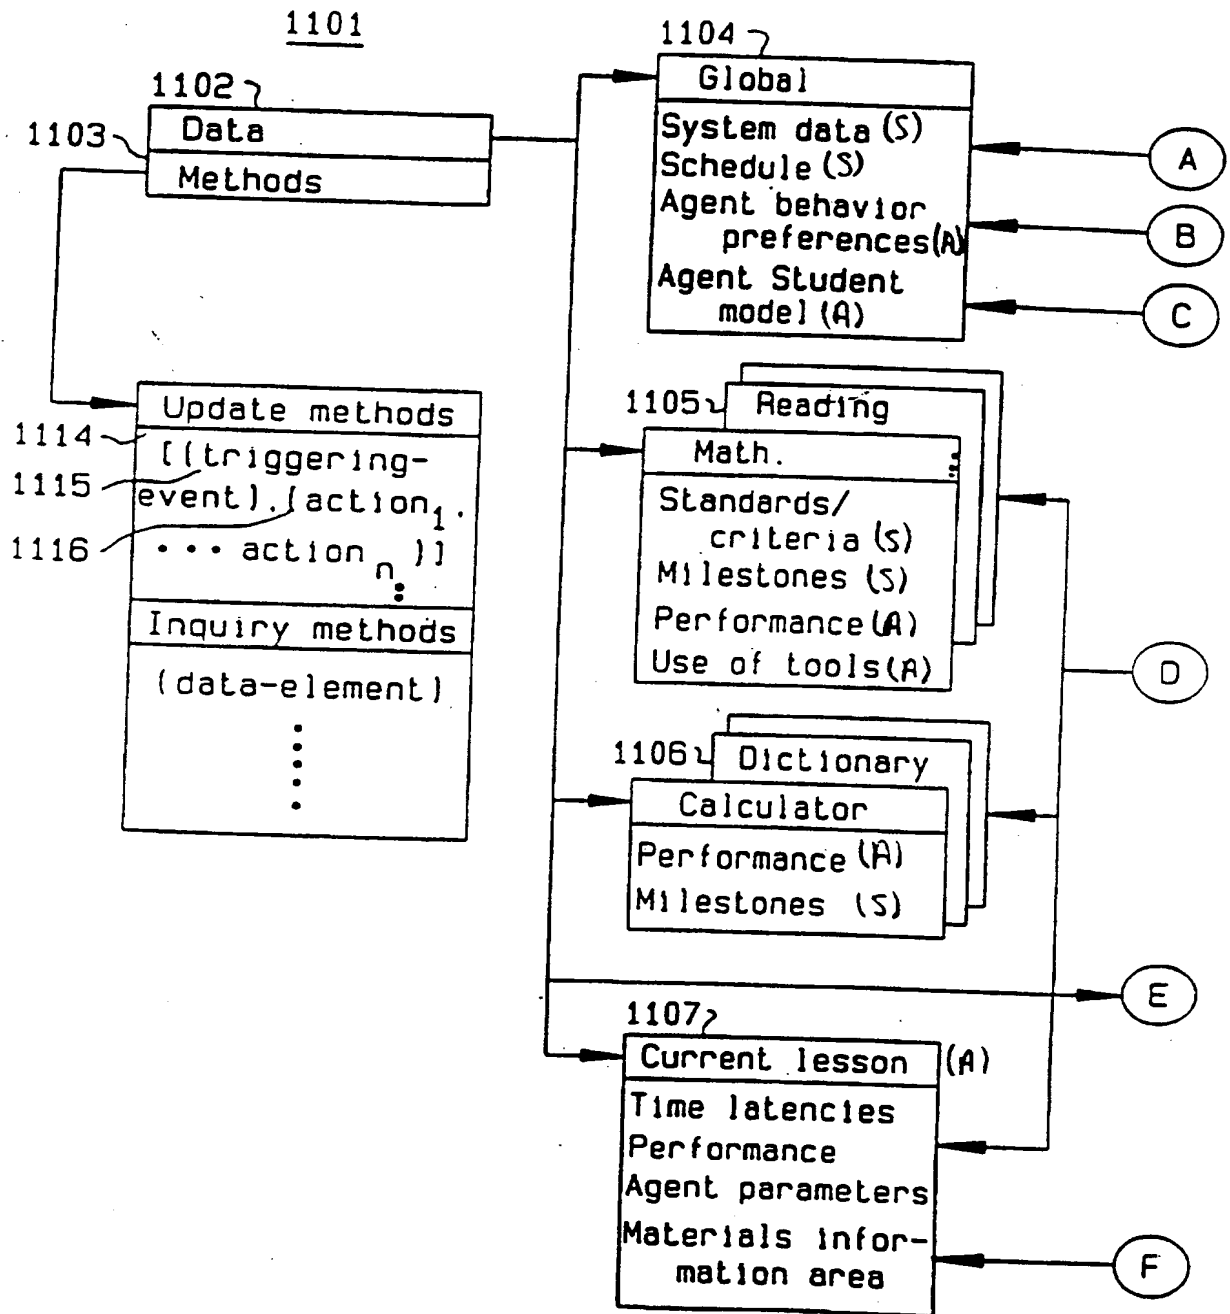 1101
1102
Data
1103
Methods
Update methods
1114
[((triggering-
1115
event).(action1.
1116
••• action n )]]
Inquiry methods
(data-element)
1104
Global
System data (S)
Schedule (S)
Agent behavior
preferences(A)
Agent Student
model (A)
A
B
C
1105
Reading
Math.
Standards/
criteria (S)
Milestones (S)
Performance (A)
Use of tools (A)
D
1106
Dictionary
Calculator
Performance (A)
Milestones (S)
E
1107
Current lesson (A)
Time latencies
Performance
Agent parameters
Materials infor-
mation area
F